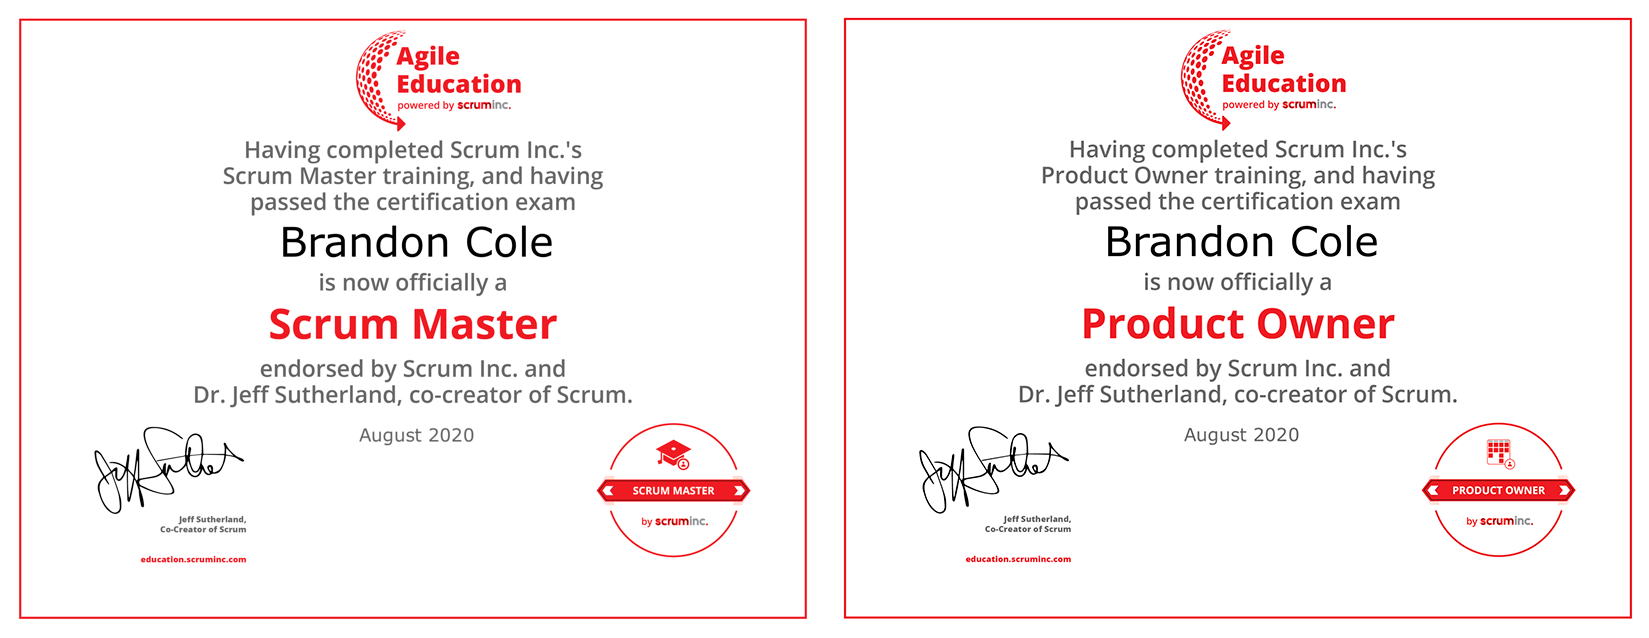 Agile
Education
powered by scruminc.
Having completed Scrum Inc.'s
Scrum Master training, and having
passed the certification exam
Brandon Cole
is now officially a
Scrum Master
endorsed by Scrum Inc. and
Dr. Jeff Sutherland, co-creator of Scrum.
August 2020
Jeff Sutherland,
Co-Creator of Scrum
education.scruminc.com
SCRUM MASTER
by scruminc.
Agile
Education
powered by scruminc.
Having completed Scrum Inc.'s
Product Owner training, and having
passed the certification exam
Brandon Cole
is now officially a
Product Owner
endorsed by Scrum Inc. and
Dr. Jeff Sutherland, co-creator of Scrum.
August 2020
Jeff Sutherland,
Co-Creator of Scrum
education.scruminc.com
PRODUCT OWNER
by scruminc.